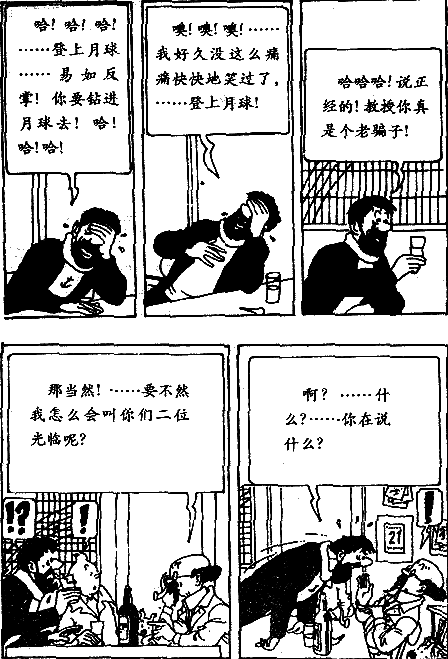 哈！哈！哈！
……登上月球
……易如反
掌！你要钻进
月球去！哈！
哈！哈！
噢！噢！噢！……
我好久没这么痛
痛快快地笑过了，
……登上月球！
哈哈哈！说正
经的！教授你真
是个老骗子！
那当然！……要不然
我怎么会叫你们二位
光临呢？
!?
!
啊？……什
么？……你在说
什么？
!
21